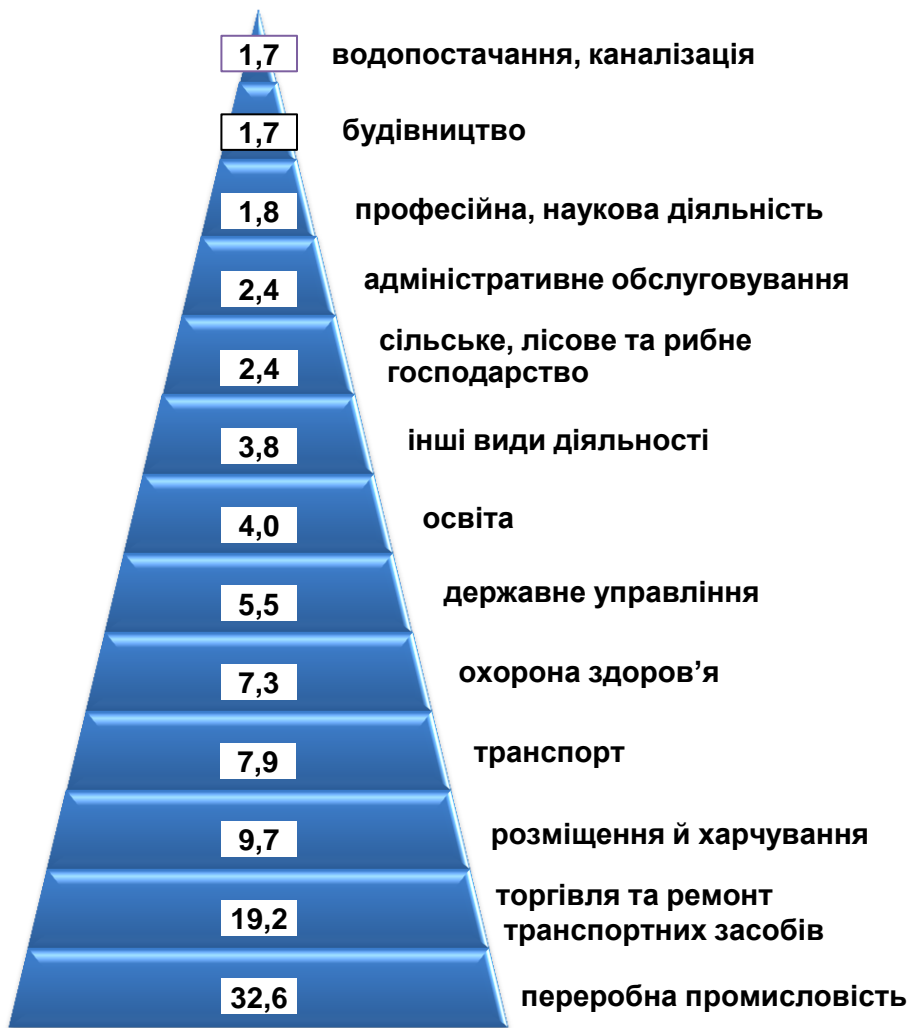 1,7 водопостачання, каналізація
1,7 будівництво
1,8 професійна, наукова діяльність
2,4 адміністративне обслуговування
2,4 сільське, лісове та рибне
господарство
3,8 інші види діяльності
4,0 освіта
5,5 державне управління
7,3 охорона здоров’я
7,9 транспорт
9,7 розміщення й харчування
19,2 торгівля та ремонт
транспортних засобів
32,6 переробна промисловість